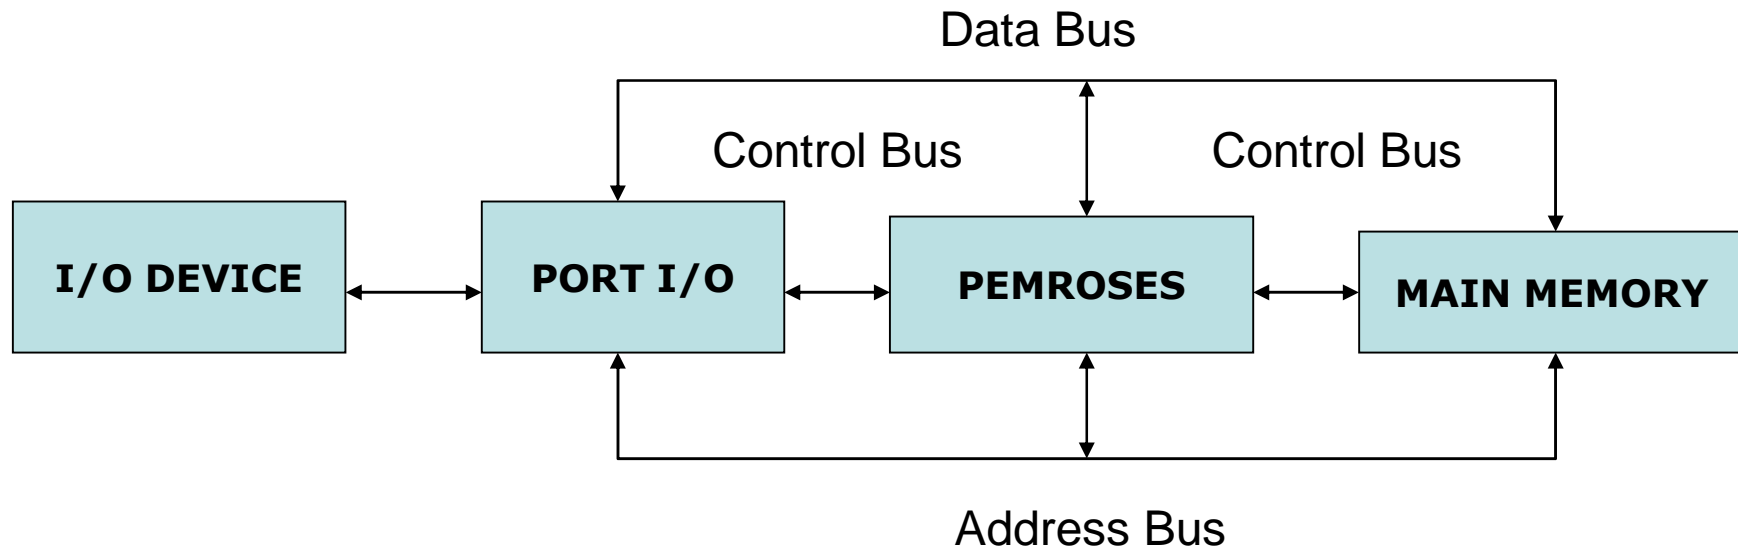 Data Bus
Control Bus
Control Bus
I/O DEVICE
PORT I/O
PEMROSES
MAIN MEMORY
Address Bus